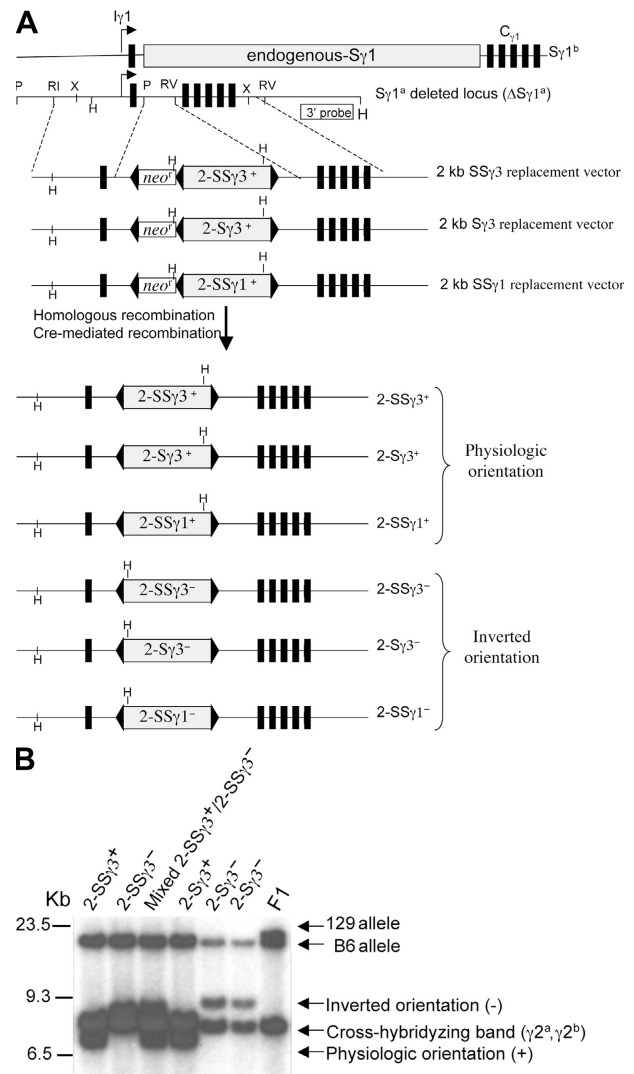 A
Iγ1
Cγ1
endogenous-Sγ1
Sγ1ᵇ
P RI X H P RV X RV
Sγ1ᵃ deleted locus (ΔSγ1ᵃ)
3' probe H
H H H
neoʳ 2-SSγ3⁺
2 kb SSγ3 replacement vector
H H H
neoʳ 2-Sγ3⁺
2 kb Sγ3 replacement vector
H H H
neoʳ 2-SSγ1⁺
2 kb SSγ1 replacement vector
Homologous recombination
Cre-mediated recombination
H H
2-SSγ3⁺ 2-SSγ3⁺
H H
2-Sγ3⁺ 2-Sγ3⁺
Physiologic
orientation
H H
2-SSγ1⁺ 2-SSγ1⁺
H H
2-SSγ3⁻ 2-SSγ3⁻
H H
2-Sγ3⁻ 2-Sγ3⁻
Inverted
orientation
H H
2-SSγ1⁻ 2-SSγ1⁻
B
2-SSγ3⁺
2-SSγ3⁻
Mixed 2-SSγ3⁺/2-SSγ3⁻
2-Sγ3⁺
2-Sγ3⁻
2-Sγ3⁻
F1
Kb
23.5
129 allele
B6 allele
9.3
Inverted orientation (-)
Cross-hybridyzing band (γ2ᵃ,γ2ᵇ)
6.5
Physiologic orientation (+)